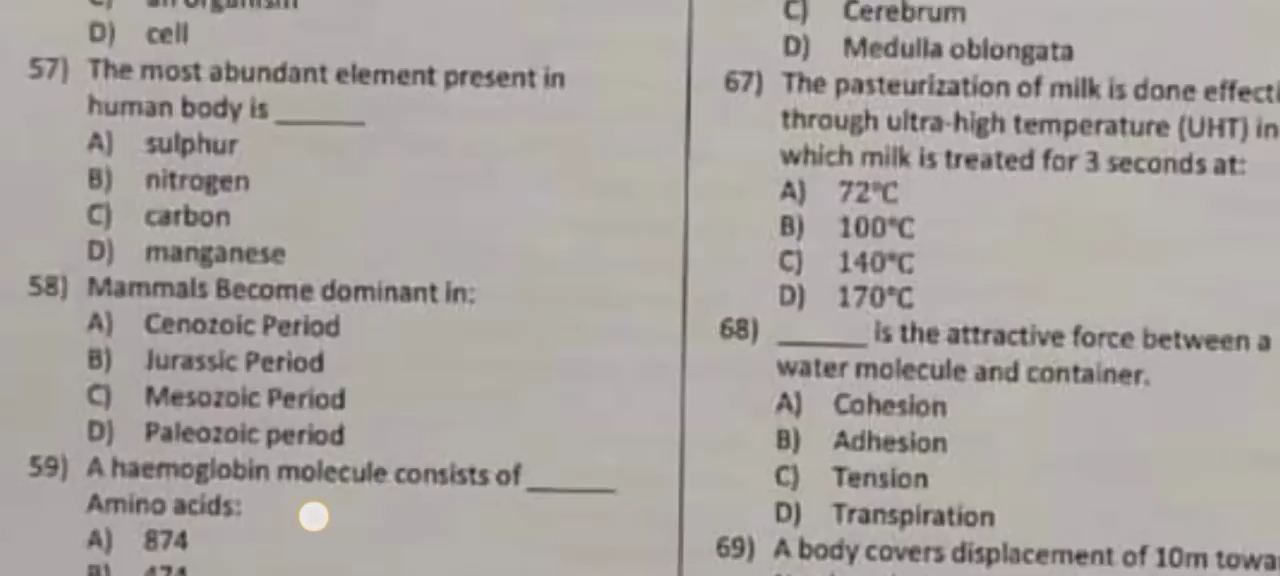 D) cell
57) The most abundant element present in
human body is ______
A) sulphur
B) nitrogen
C) carbon
D) manganese
58) Mammals Become dominant in:
A) Cenozoic Period
B) Jurassic Period
C) Mesozoic Period
D) Paleozoic period
59) A haemoglobin molecule consists of ______
Amino acids:
A) 874
C) Cerebrum
D) Medulla oblongata
67) The pasteurization of milk is done effecti
through ultra-high temperature (UHT) in
which milk is treated for 3 seconds at:
A) 72°C
B) 100°C
C) 140°C
D) 170°C
68) ______ is the attractive force between a
water molecule and container.
A) Cohesion
B) Adhesion
C) Tension
D) Transpiration
69) A body covers displacement of 10m towa